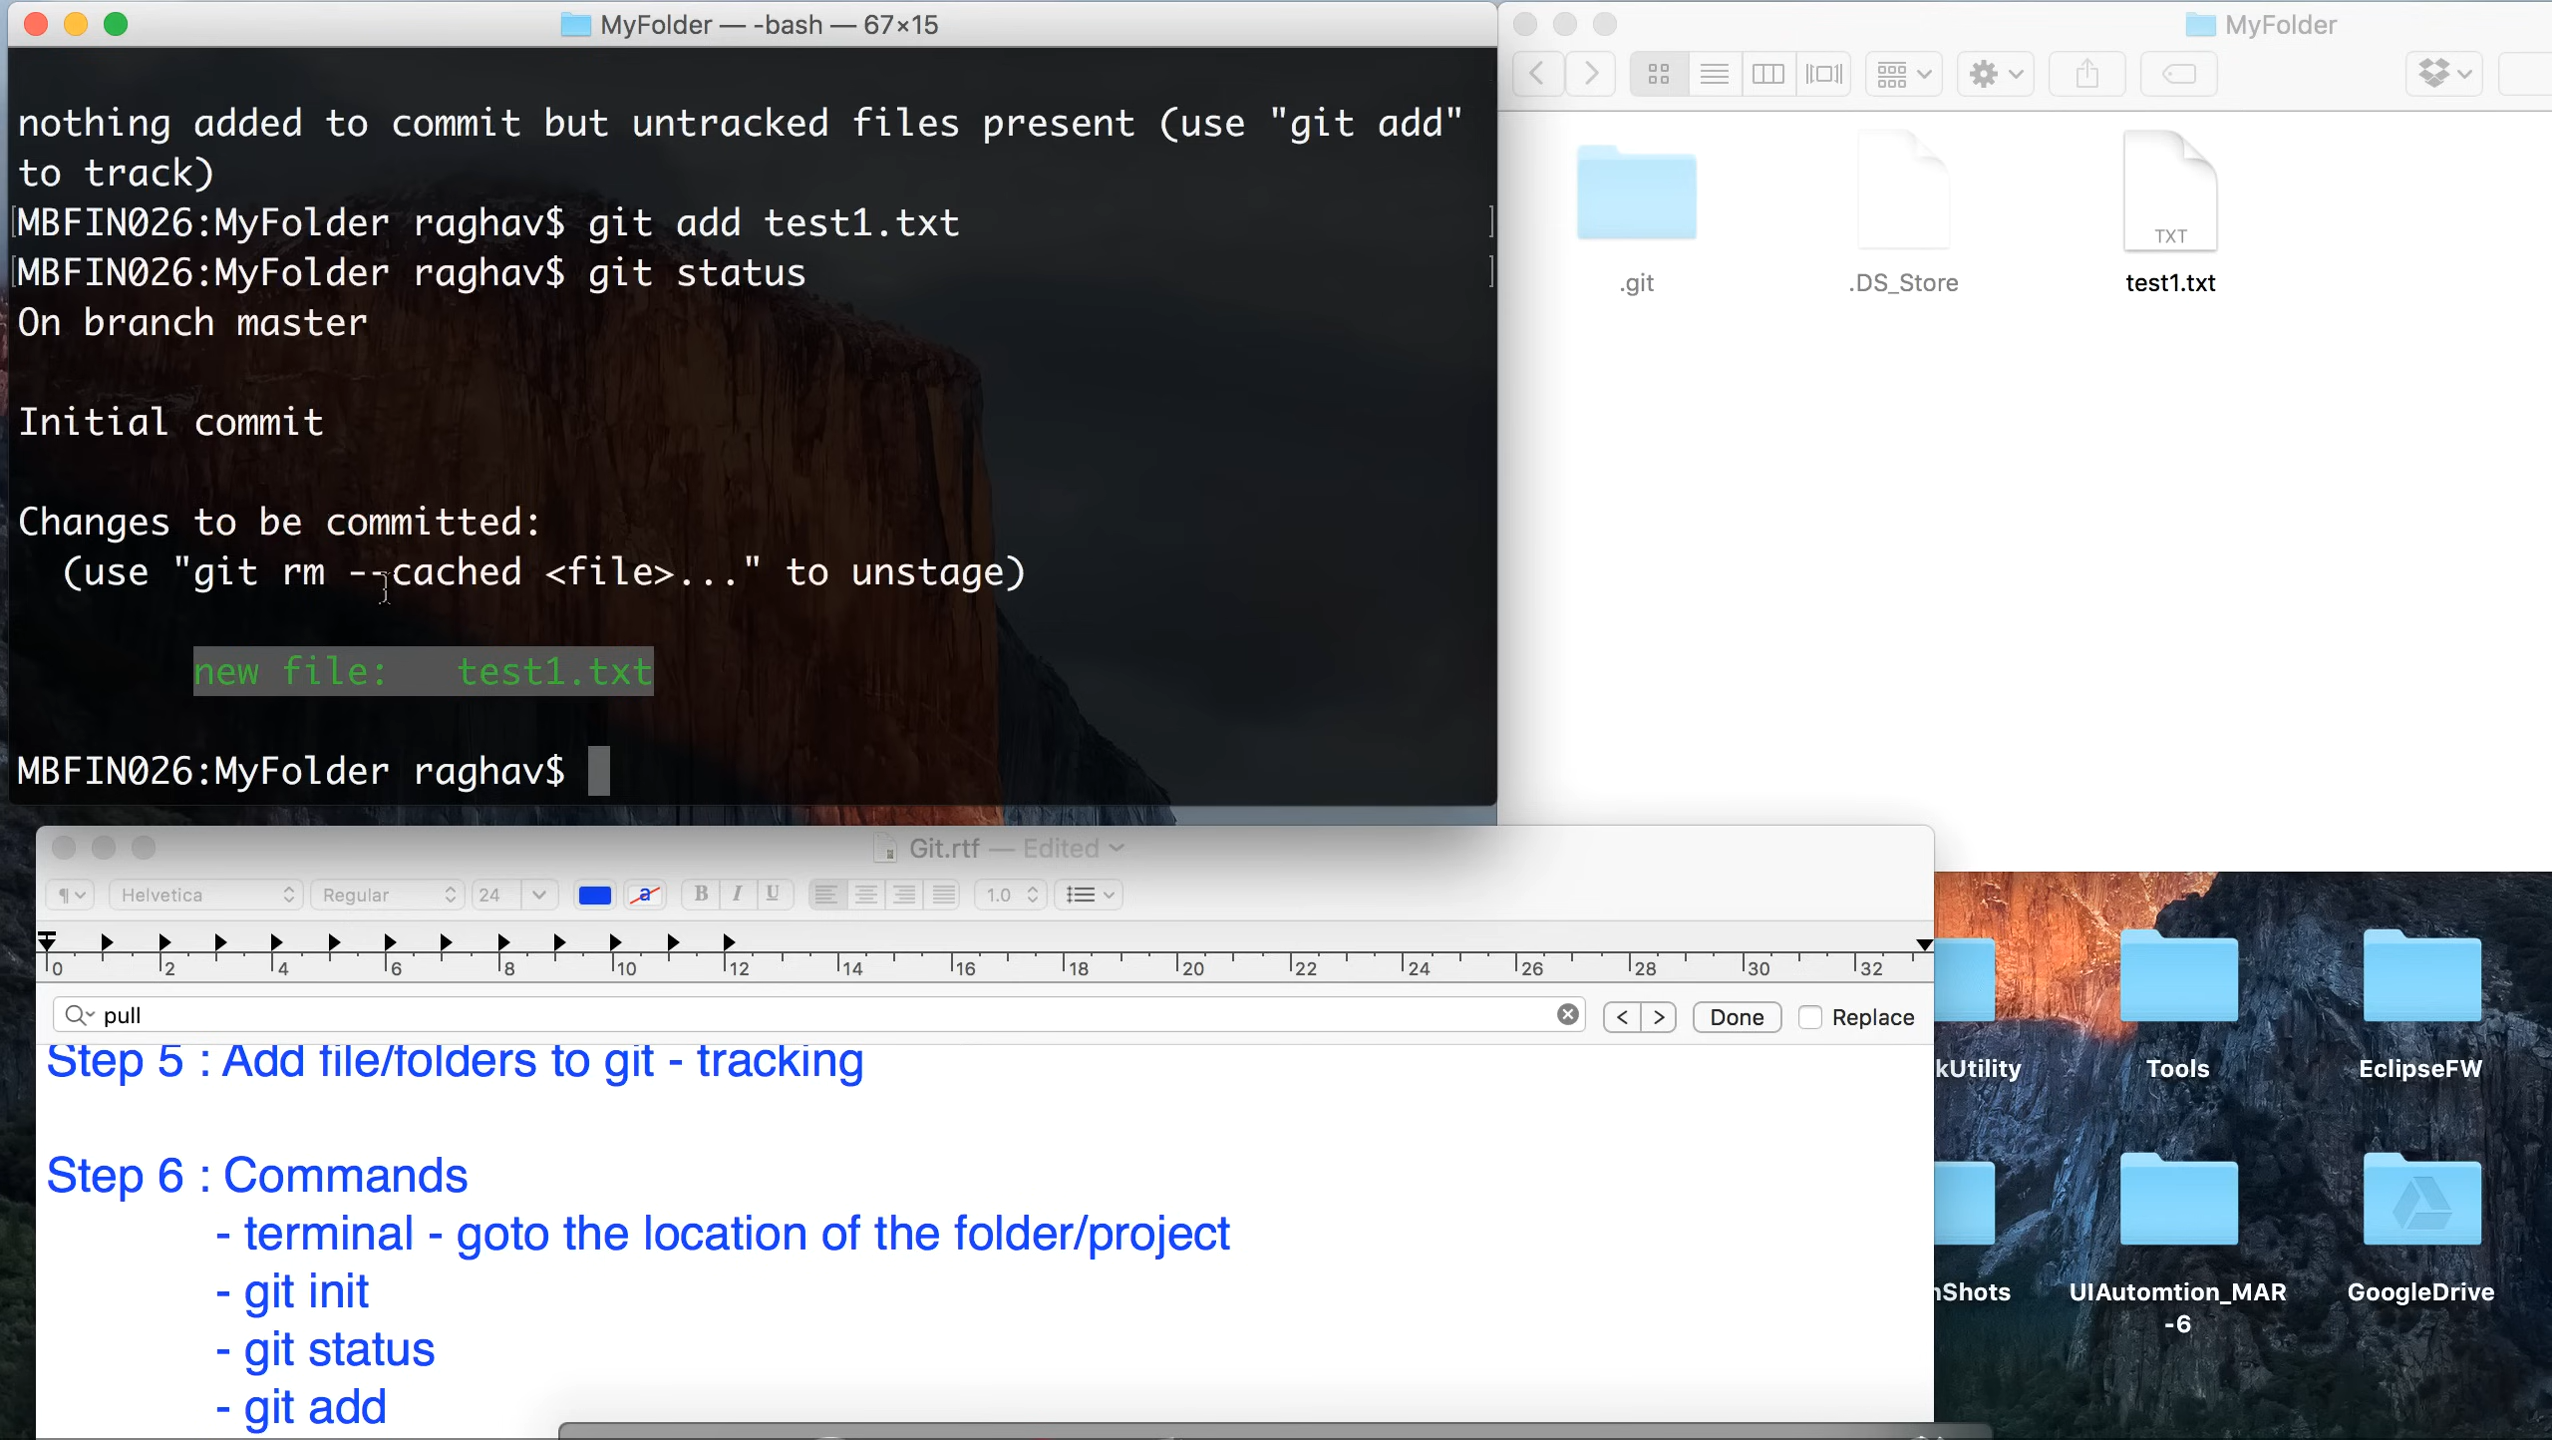 MyFolder — -bash — 67×15
nothing added to commit but untracked files present (use "git add"
to track)
[MBFIN026:MyFolder raghav$ git add test1.txt ]
[MBFIN026:MyFolder raghav$ git status ]
On branch master
Initial commit
Changes to be committed:
(use "git rm --cached <file>..." to unstage)
new file: test1.txt
MBFIN026:MyFolder raghav$
MyFolder
TXT
.git .DS_Store test1.txt
Git.rtf — Edited
¶ Helvetica Regular 24 a B I U 1.0
0 2 4 6 8 10 12 14 16 18 20 22 24 26 28 30 32
pull < > Done Replace
Step 5 : Add file/folders to git - tracking
Step 6 : Commands
- terminal - goto the location of the folder/project
- git init
- git status
- git add
kUtility Tools EclipseFW
nShots UIAutomtion_MAR GoogleDrive
-6